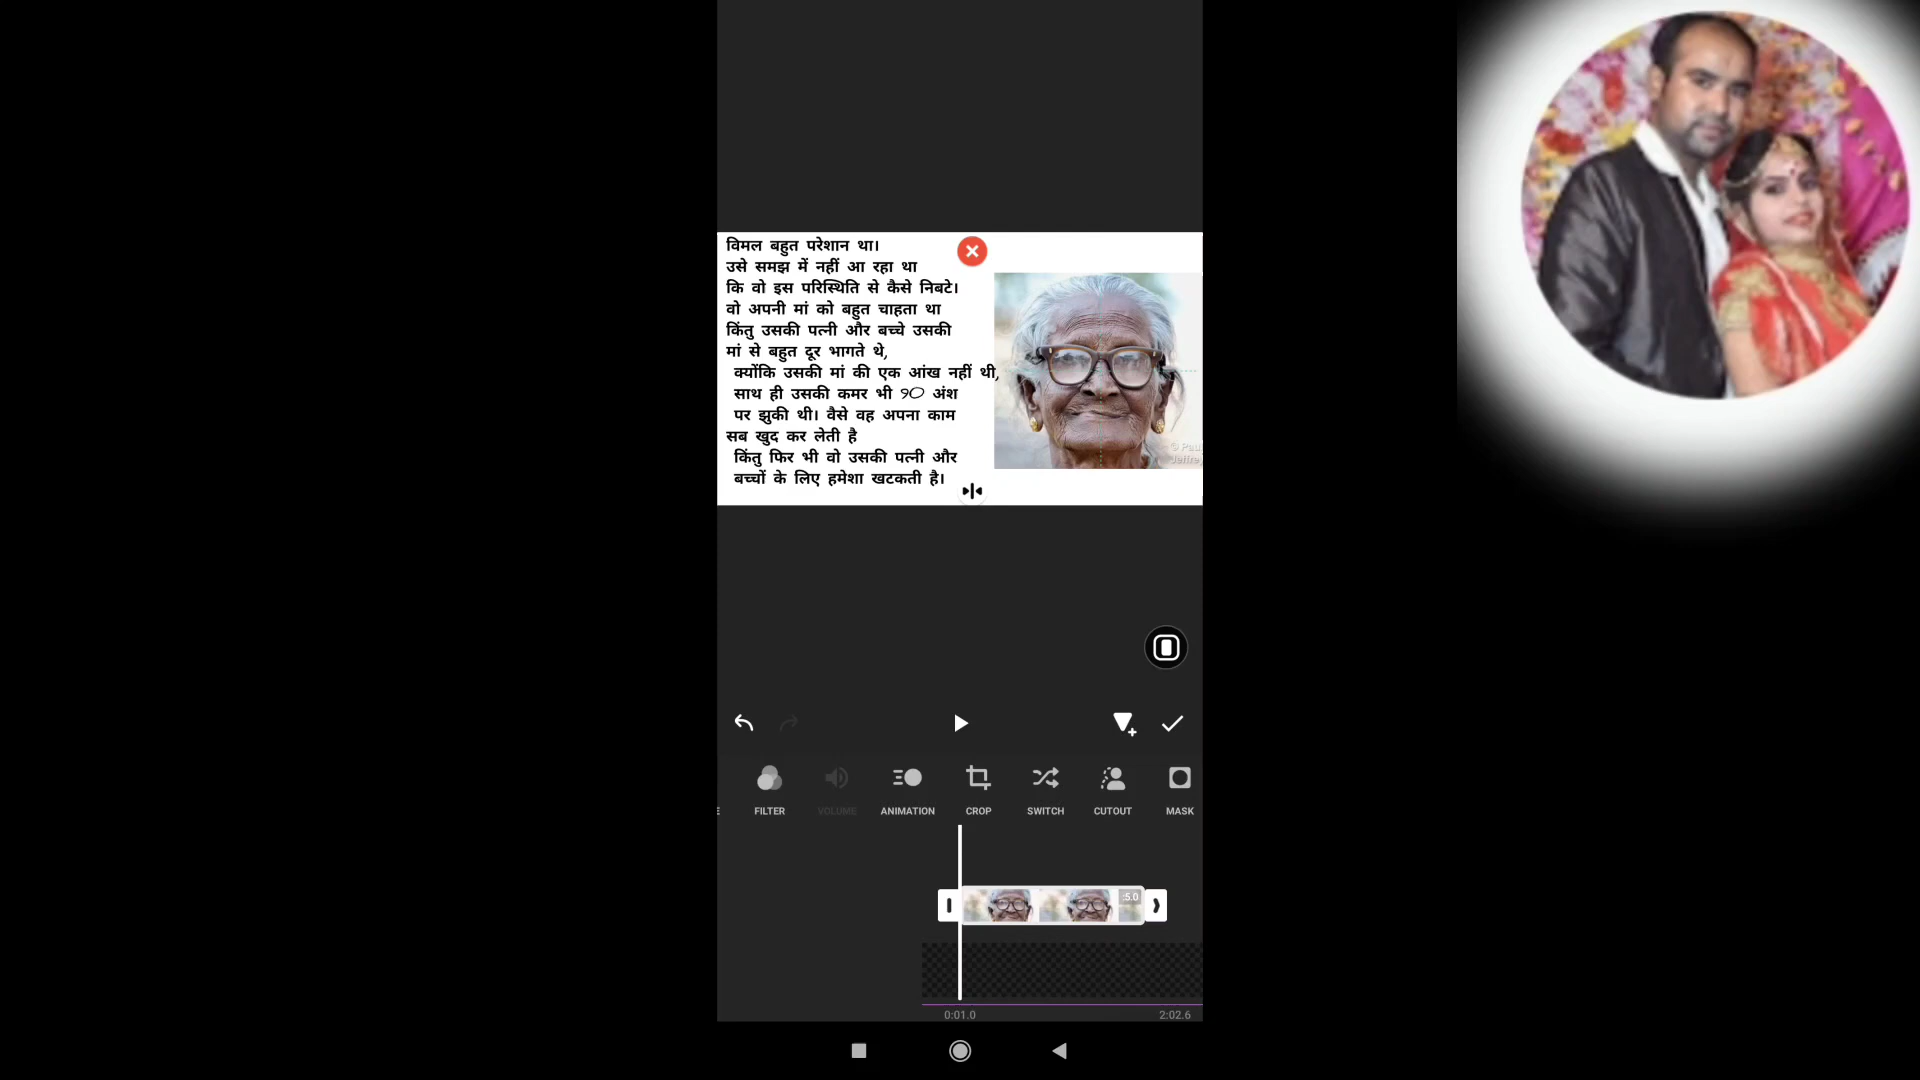 विमल बहुत परेशान था।
उसे समझ में नहीं आ रहा था
कि वो इस परिस्थिति से कैसे निबटे।
वो अपनी मां को बहुत चाहता था
किंतु उसकी पत्नी और बच्चे उसकी
मां से बहुत दूर भागते थे,
क्योंकि उसकी मां की एक आंख नहीं थी,
साथ ही उसकी कमर भी ९० अंश
पर झुकी थी। वैसे वह अपना काम
सब खुद कर लेती है
किंतु फिर भी वो उसकी पत्नी और
बच्चों के लिए हमेशा खटकती है।
FILTER
VOLUME
ANIMATION
CROP
SWITCH
CUTOUT
MASK
:5.0
0:01.0
2:02.6